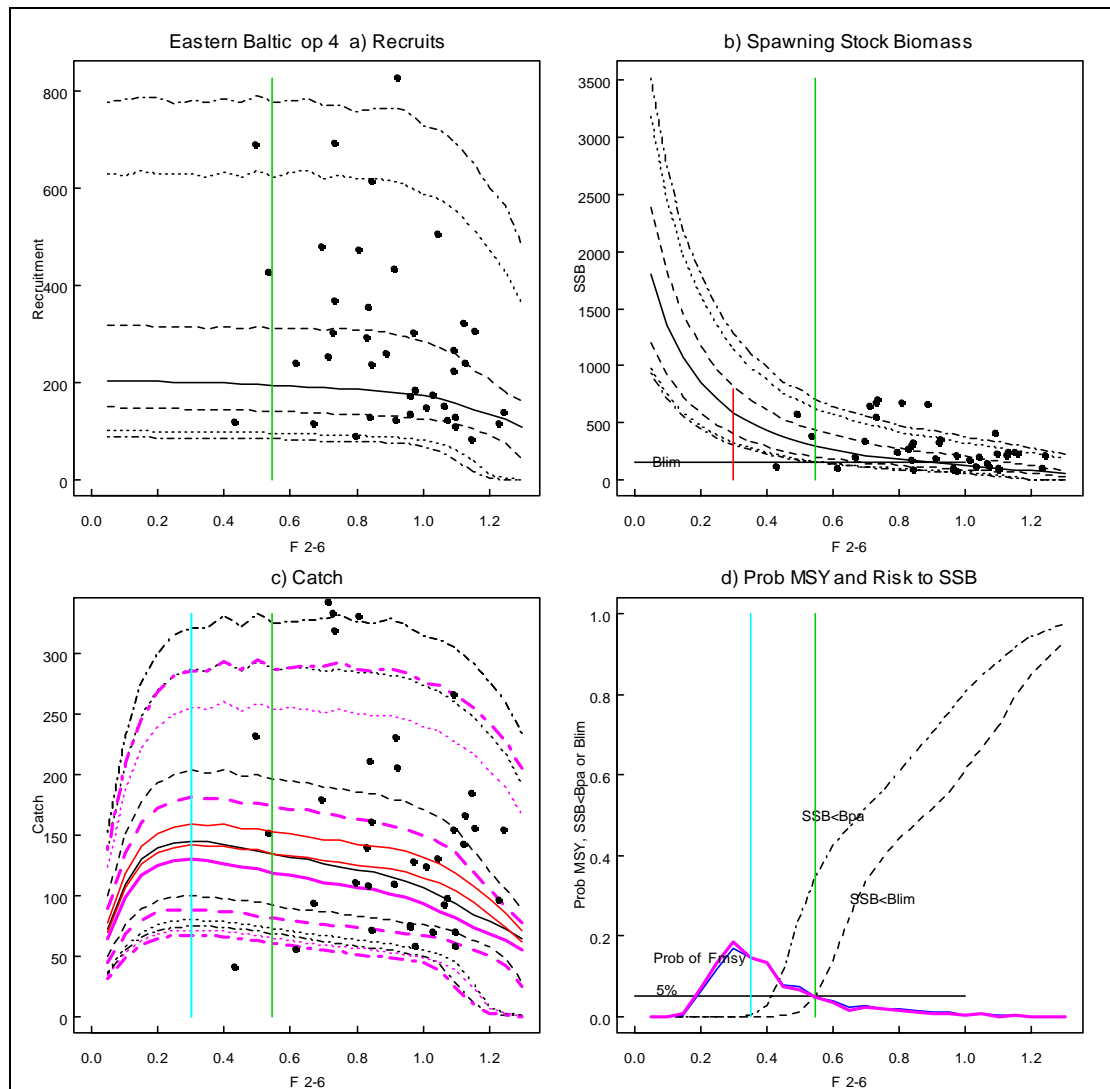 Eastern Baltic op 4 a) Recruits
Recruitment
800
600
400
200
0
0.0 0.2 0.4 0.6 0.8 1.0 1.2
F 2-6
b) Spawning Stock Biomass
SSB
3500
3000
2500
2000
1500
1000
500
0
Blim
0.0 0.2 0.4 0.6 0.8 1.0 1.2
F 2-6
c) Catch
Catch
300
250
200
150
100
50
0
0.0 0.2 0.4 0.6 0.8 1.0 1.2
F 2-6
d) Prob MSY and Risk to SSB
Prob MSY, SSB<Bpa or Blim
1.0
0.8
0.6
0.4
0.2
0.0
SSB<Bpa
SSB<Blim
Prob of Fmsy
5%
0.0 0.2 0.4 0.6 0.8 1.0 1.2
F 2-6